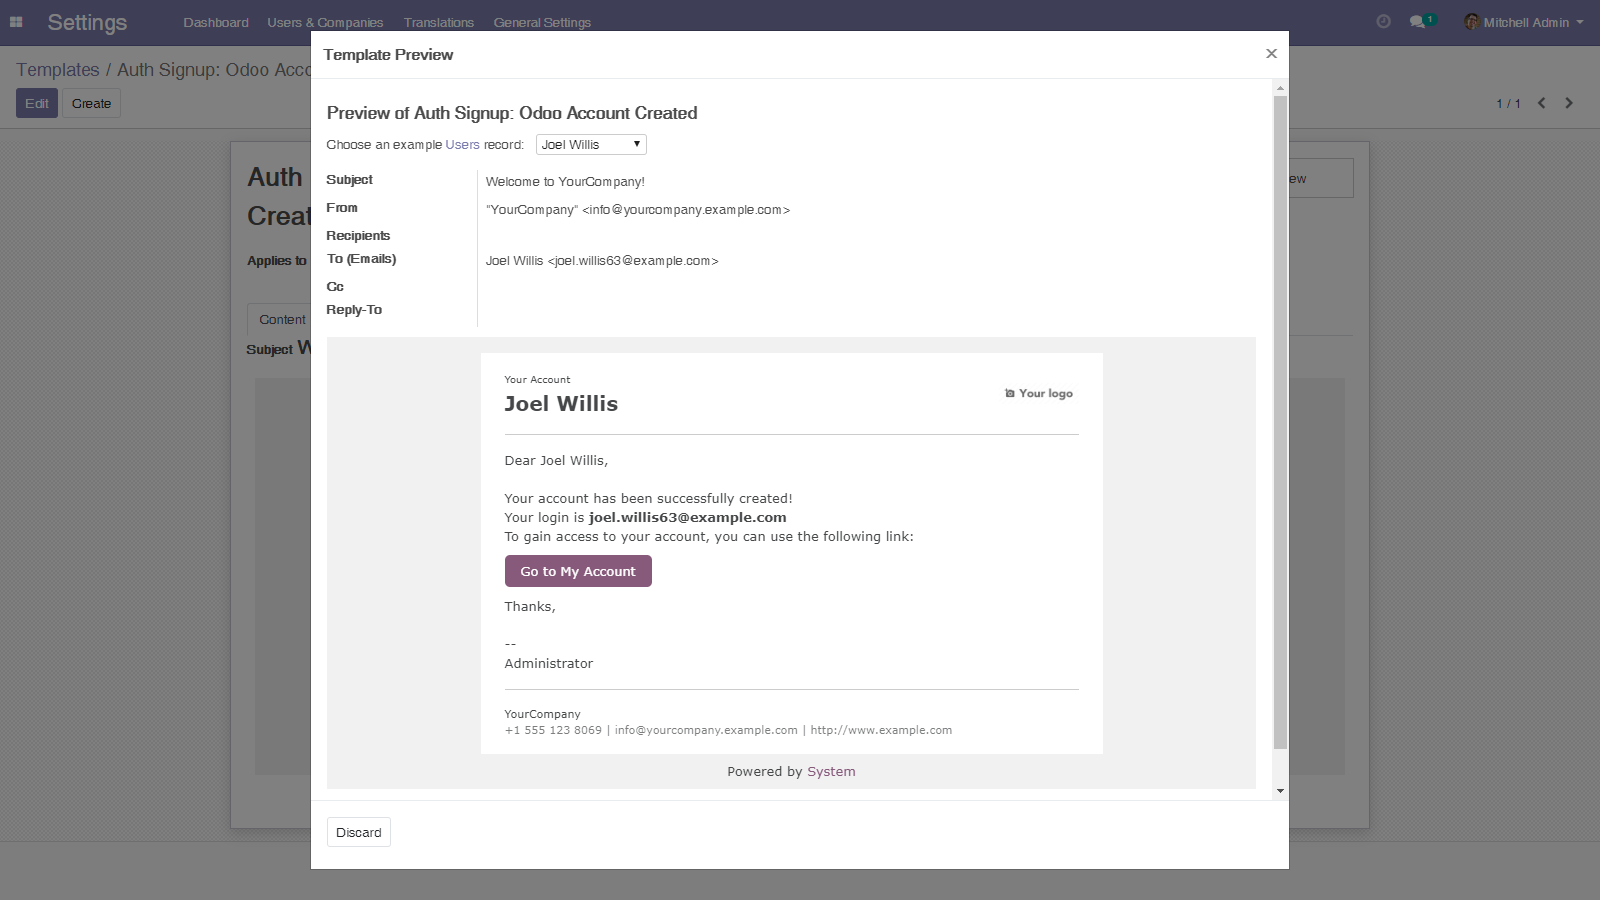 Settings
Dashboard Users & Companies Translations General Settings
1 Mitchell Admin
Template Preview
×
Templates / Auth Signup: Odoo Acco
Edit Create
1 / 1
Preview of Auth Signup: Odoo Account Created
Choose an example Users record: Joel Willis
Auth
Creat
ew
Applies to
Content
Subject W
Subject Welcome to YourCompany!
From "YourCompany" <info@yourcompany.example.com>
Recipients
To (Emails) Joel Willis <joel.willis63@example.com>
Cc
Reply-To
Your Account
Joel Willis
Your logo
Dear Joel Willis,
Your account has been successfully created!
Your login is joel.willis63@example.com
To gain access to your account, you can use the following link:
Go to My Account
Thanks,
--
Administrator
YourCompany
+1 555 123 8069 | info@yourcompany.example.com | http://www.example.com
Powered by System
Discard